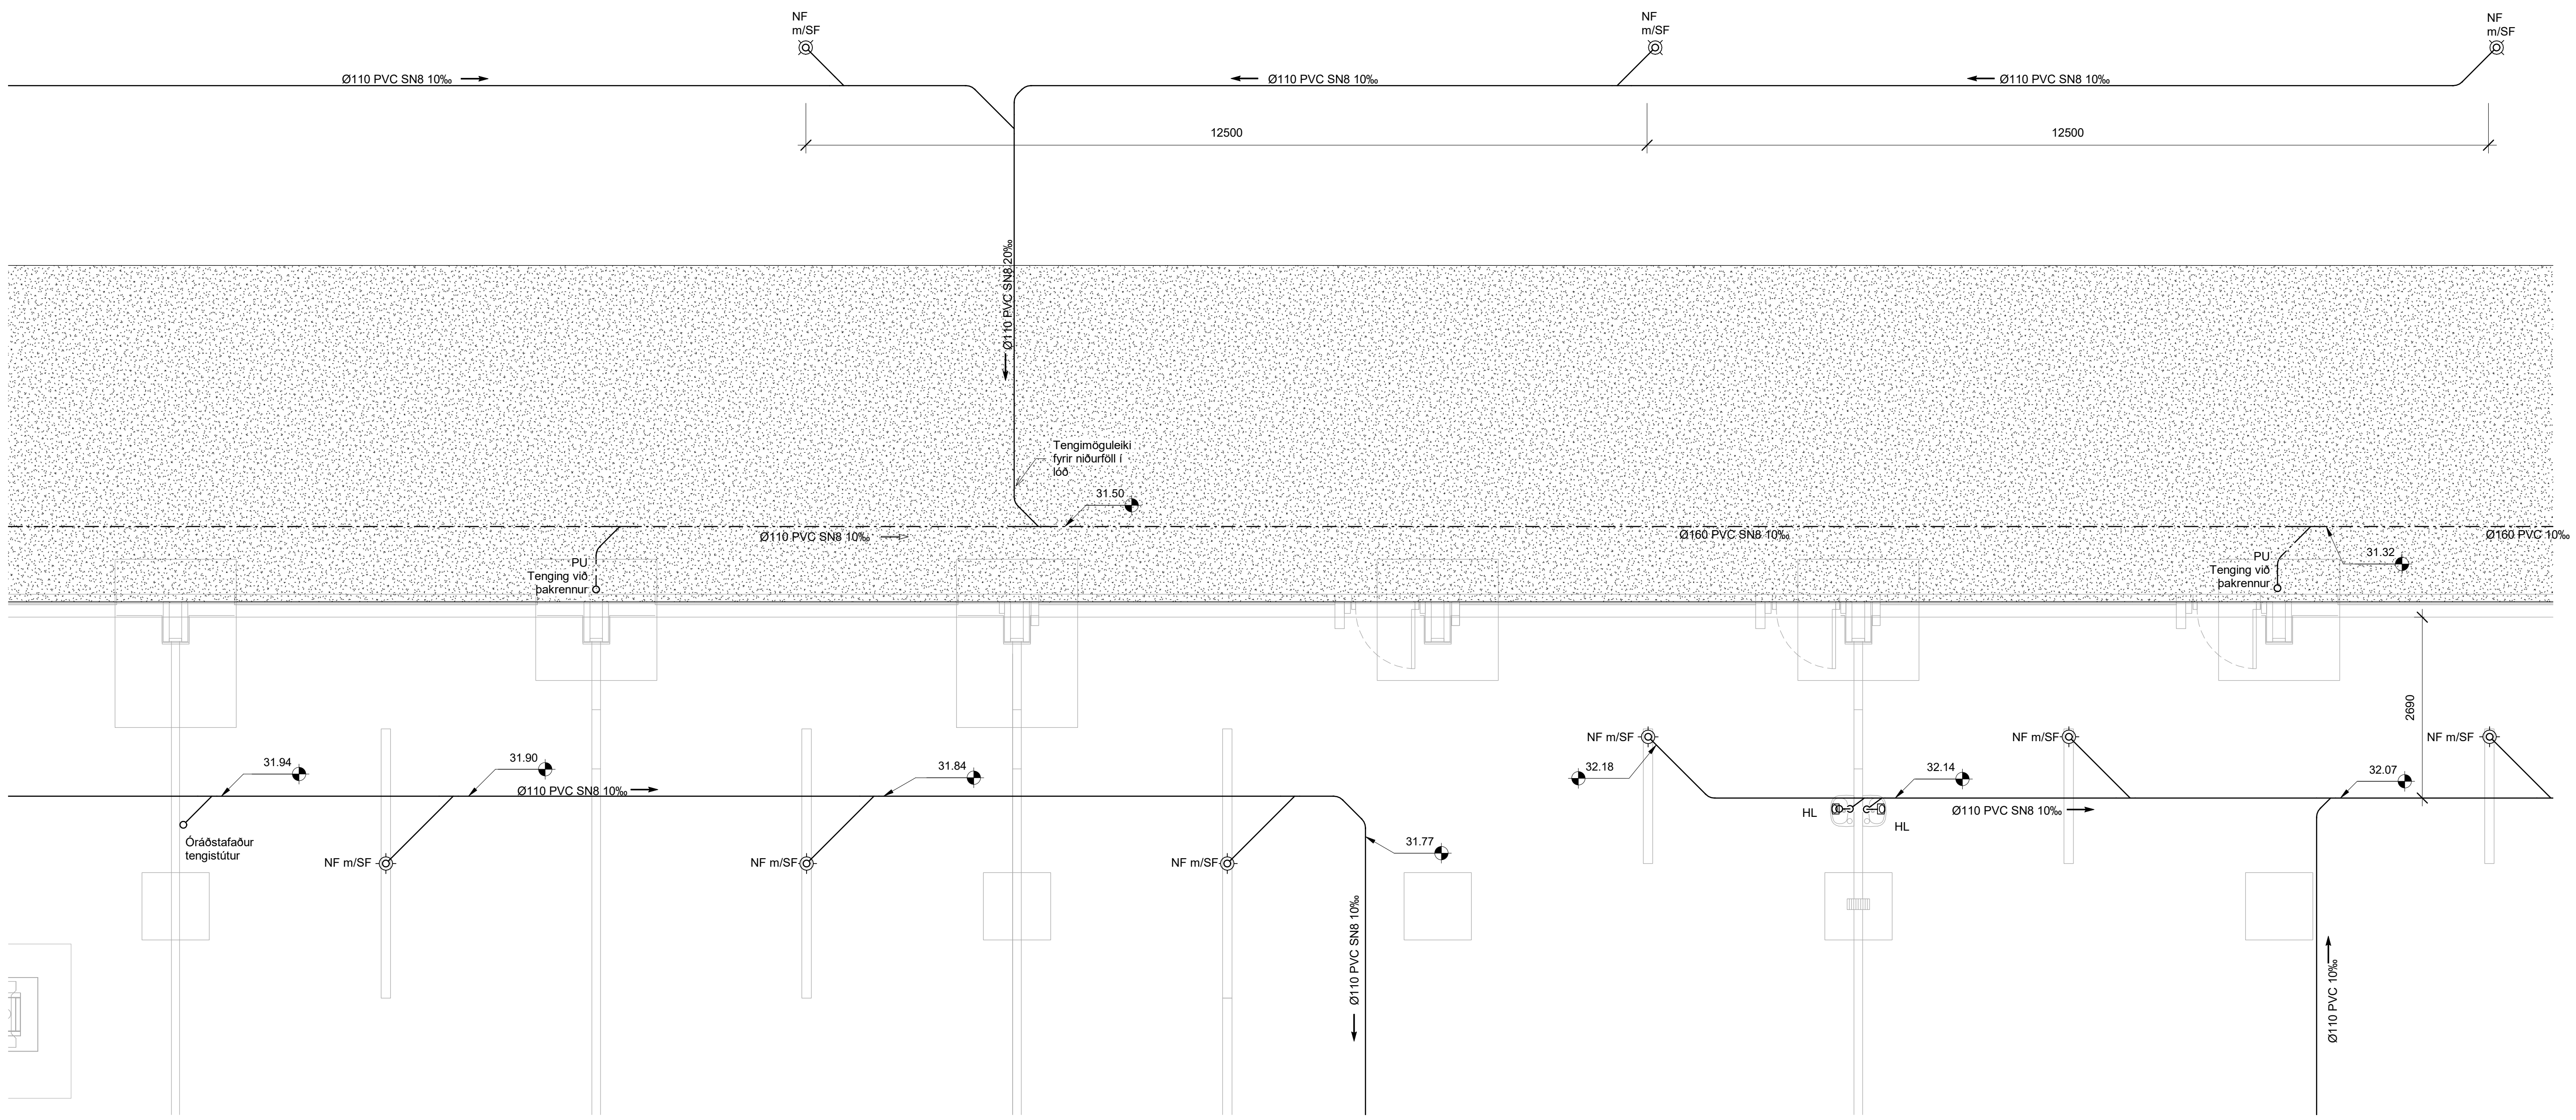 NF
m/SF
NF
m/SF
NF
m/SF
Ø110 PVC SN8 10‰
Ø110 PVC SN8 10‰
Ø110 PVC SN8 10‰
12500
12500
Ø110 PVC SN8 20‰
Tengimöguleiki
fyrir niðurföll í
lóð
31.50
Ø110 PVC SN8 10‰
Ø160 PVC SN8 10‰
Ø160 PVC 10‰
PU
Tenging við
þakrennur
PU
Tenging við
þakrennur
31.32
2690
NF m/SF
NF m/SF
NF m/SF
31.94
31.90
31.84
32.18
32.14
32.07
Ø110 PVC SN8 10‰
HL
HL
Ø110 PVC SN8 10‰
Óráðstafaður
tengistútur
NF m/SF
NF m/SF
NF m/SF
31.77
Ø110 PVC SN8 10‰
Ø110 PVC 10‰